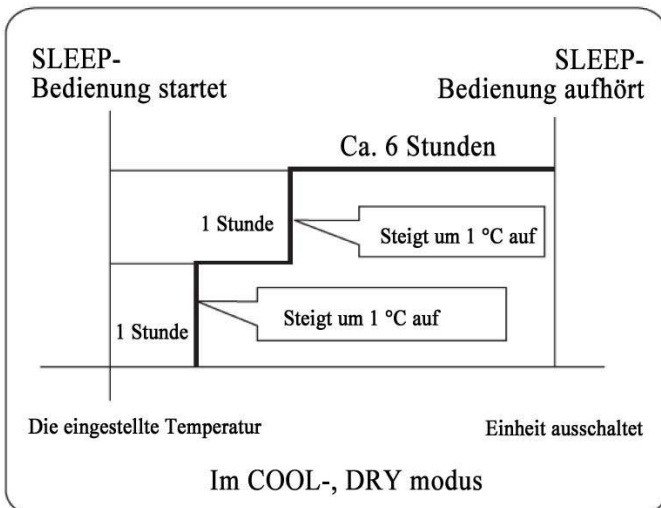 SLEEP-
Bedienung startet
SLEEP-
Bedienung aufhört
Ca. 6 Stunden
1 Stunde
Steigt um 1 °C auf
1 Stunde
Steigt um 1 °C auf
Die eingestellte Temperatur
Einheit ausschaltet
Im COOL-, DRY modus